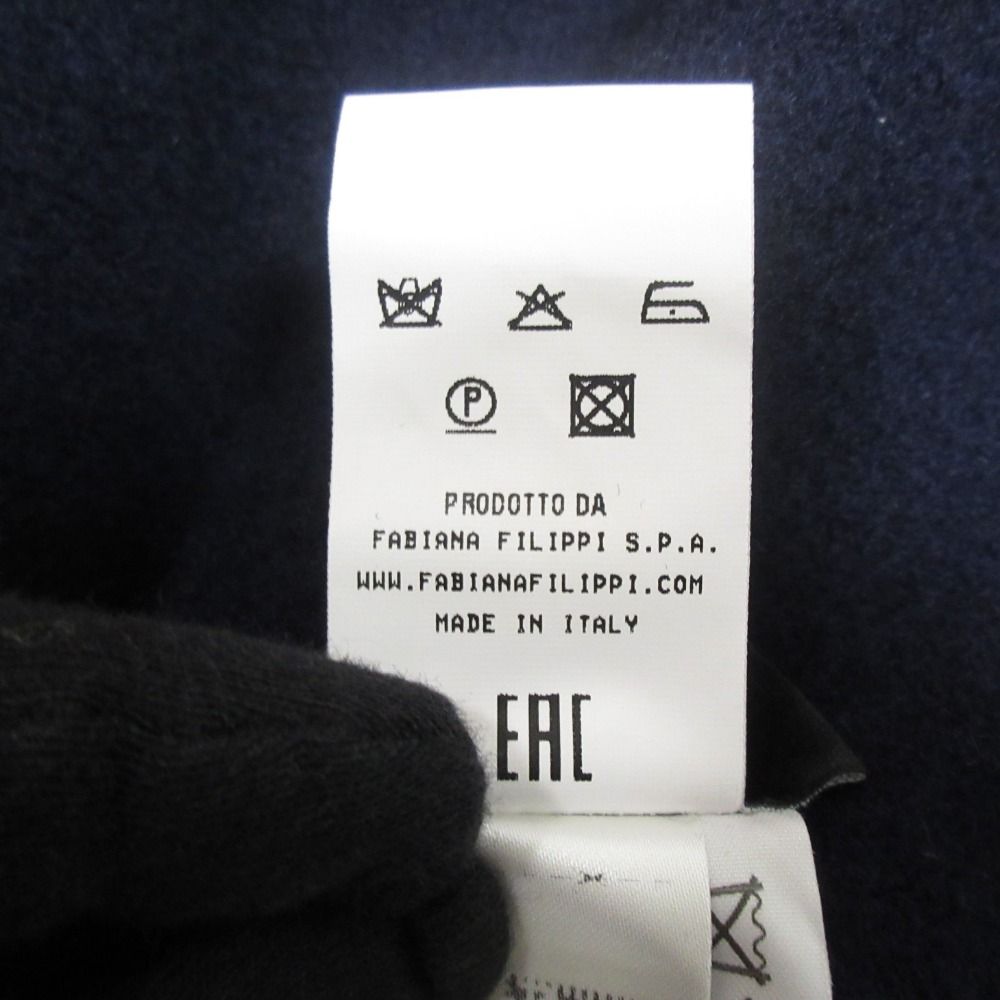 P
PRODOTTO DA
FABIANA FILIPPI S.P.A.
WWW.FABIANAFILIPPI.COM
MADE IN ITALY
EAC